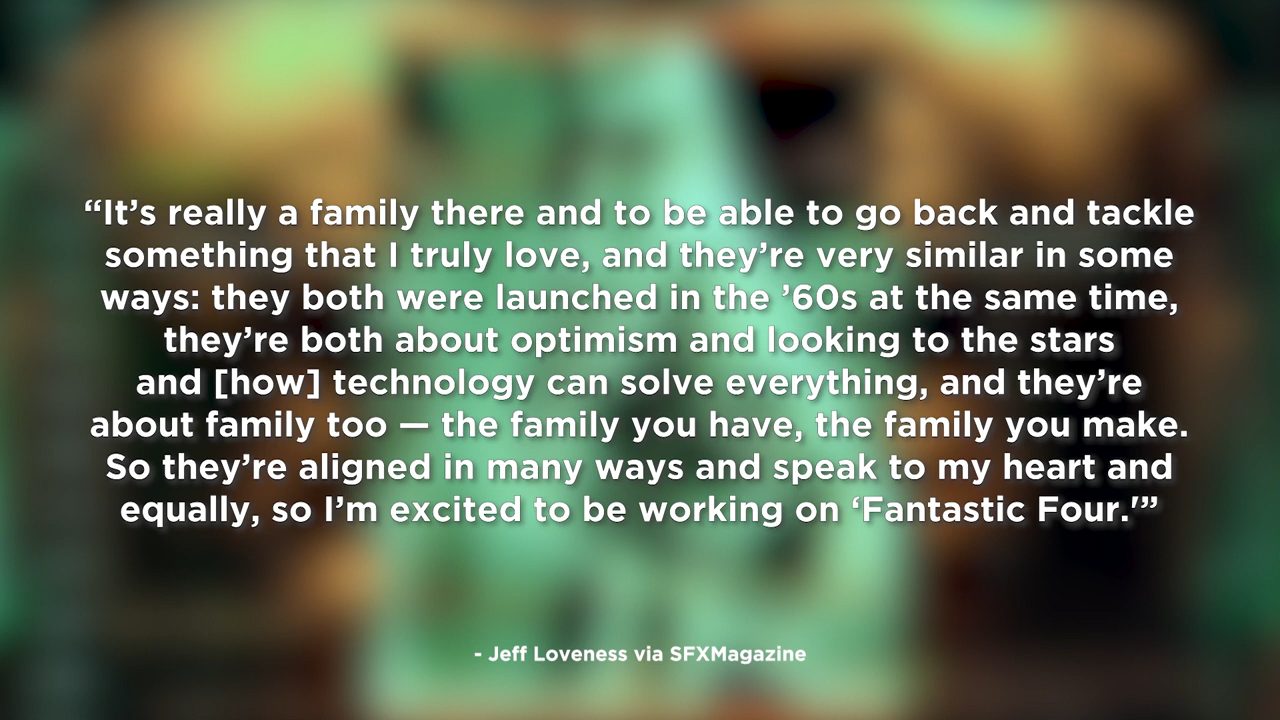 “It’s really a family there and to be able to go back and tackle
something that I truly love, and they’re very similar in some
ways: they both were launched in the ’60s at the same time,
they’re both about optimism and looking to the stars
and [how] technology can solve everything, and they’re
about family too — the family you have, the family you make.
So they’re aligned in many ways and speak to my heart and
equally, so I’m excited to be working on ‘Fantastic Four.'”
- Jeff Loveness via SFXMagazine